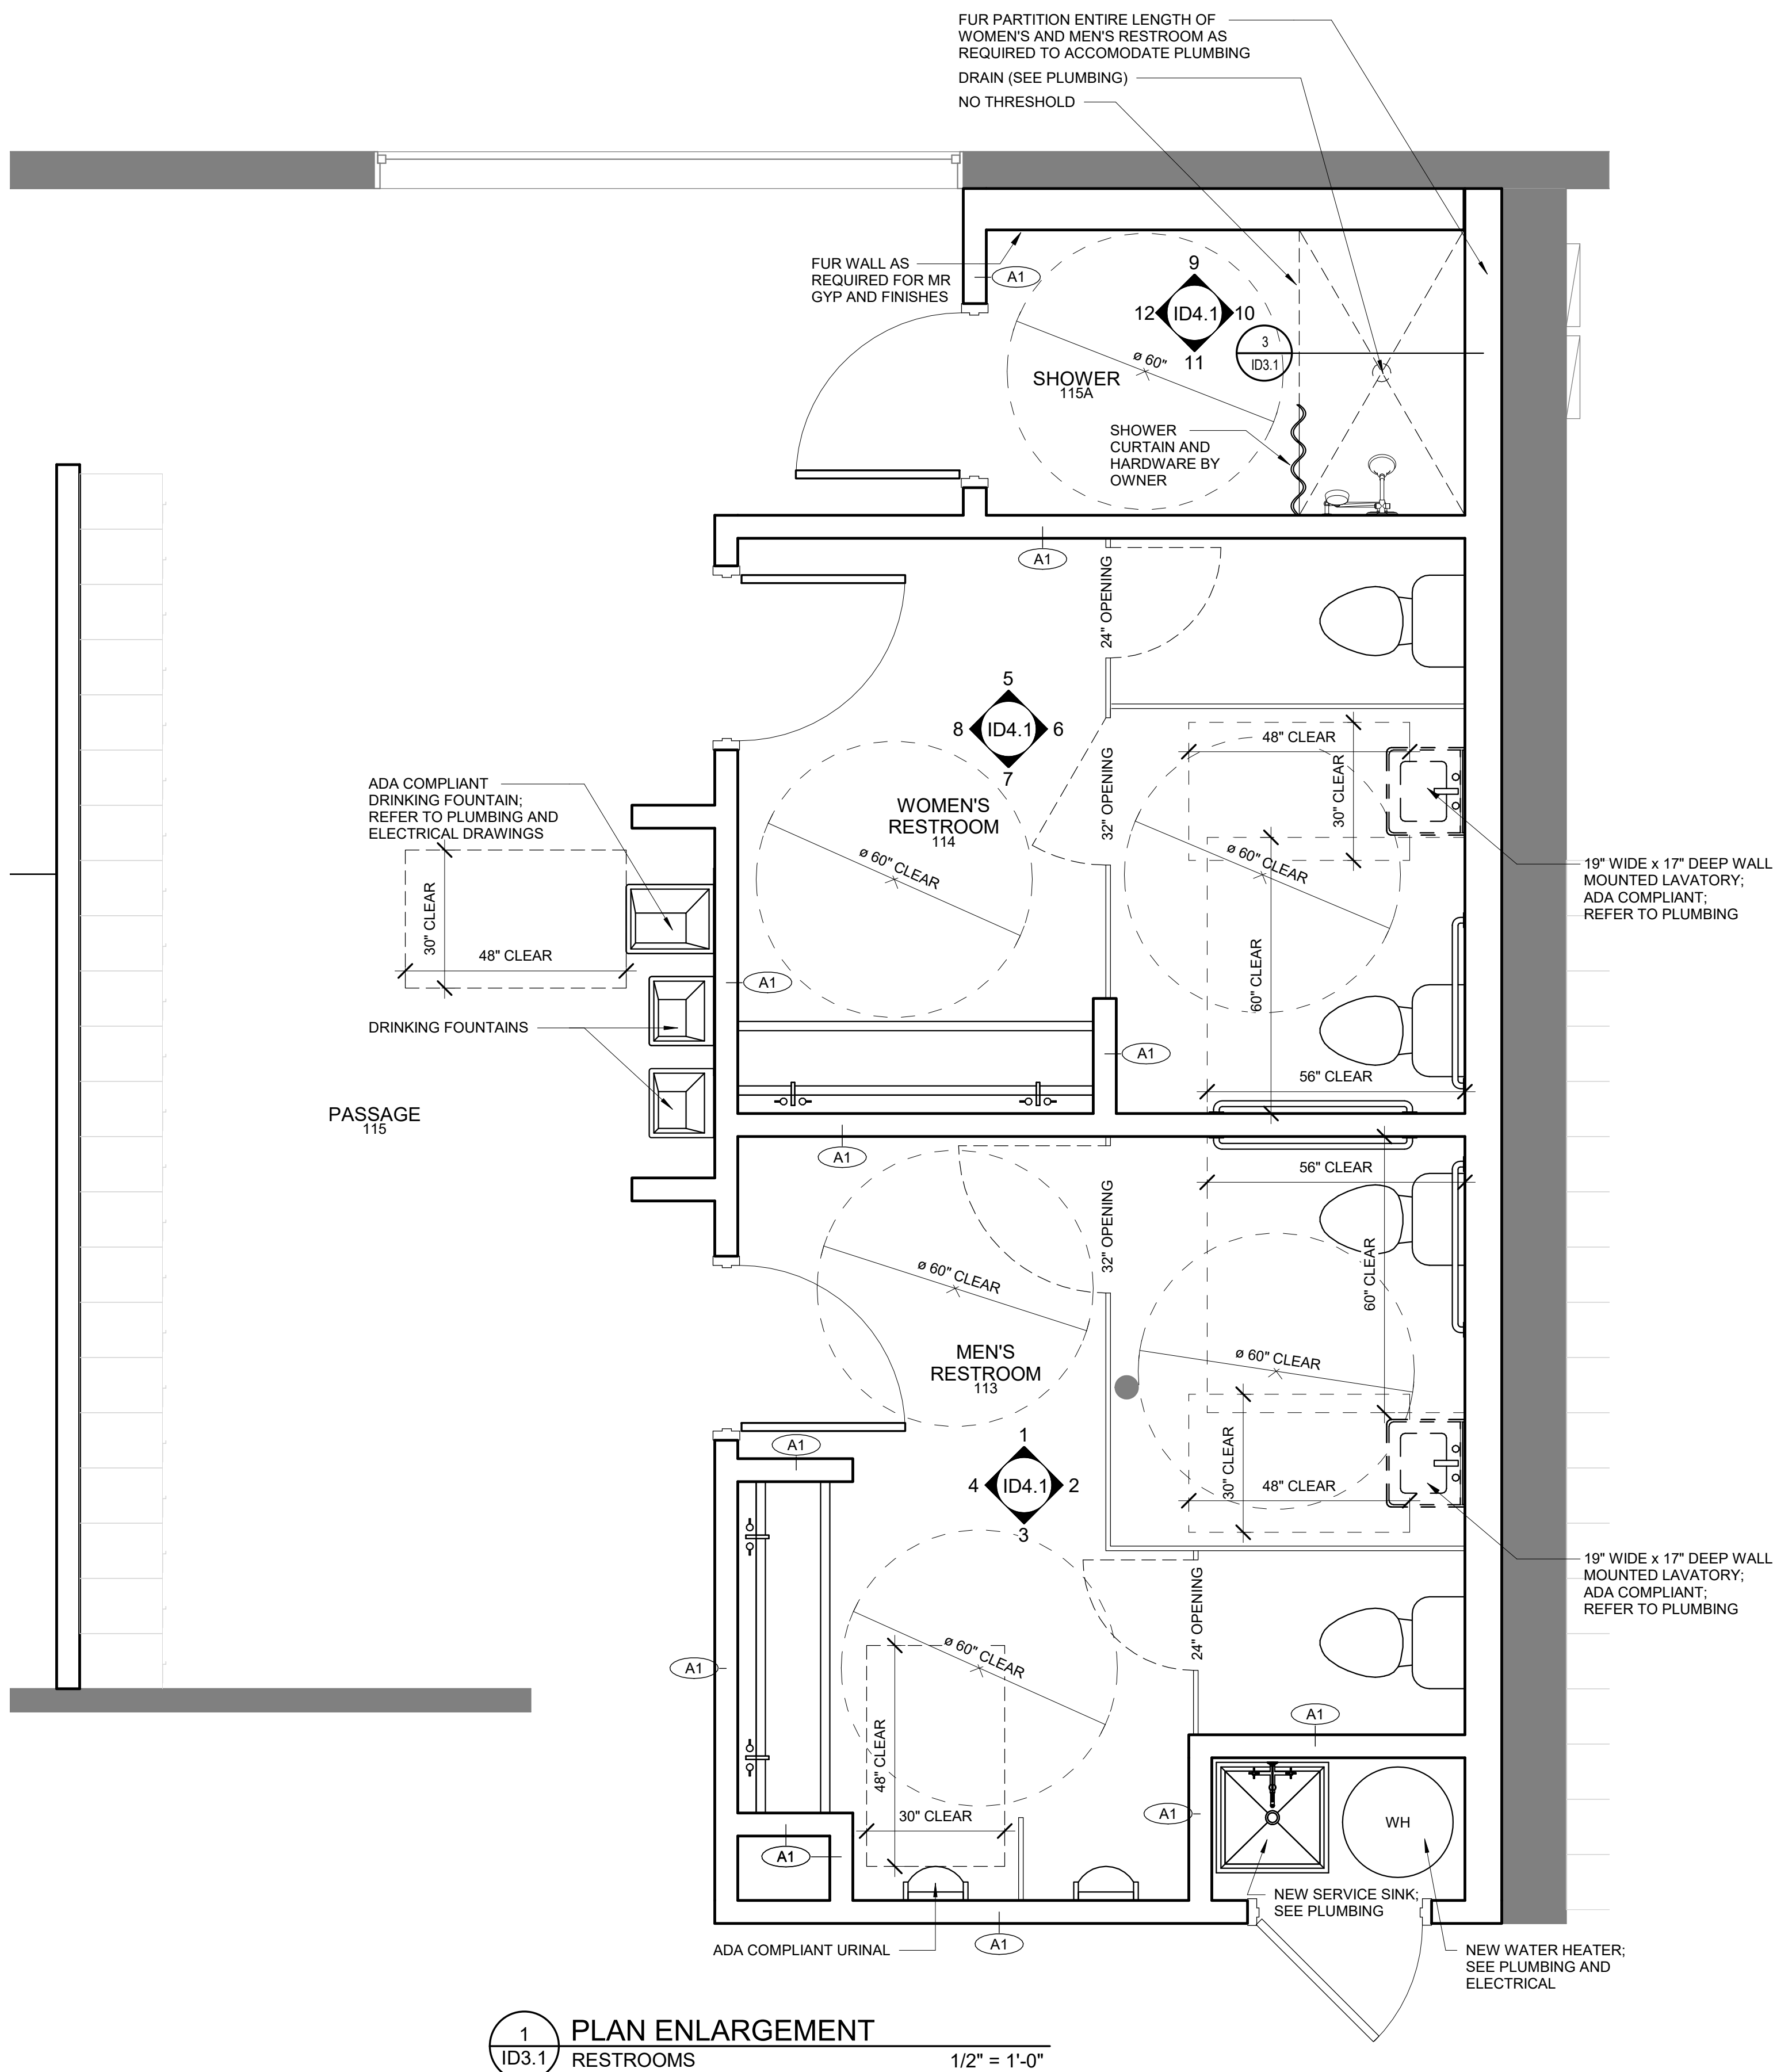 FUR PARTITION ENTIRE LENGTH OF
WOMEN'S AND MEN'S RESTROOM AS
REQUIRED TO ACCOMODATE PLUMBING
DRAIN (SEE PLUMBING)
NO THRESHOLD
FUR WALL AS
REQUIRED FOR MR
GYP AND FINISHES
A1
9
12 ID4.1 10
11
3
ID3.1
ø 60"
SHOWER
115A
SHOWER
CURTAIN AND
HARDWARE BY
OWNER
A1
24" OPENING
5
8 ID4.1 6
7
48" CLEAR
30" CLEAR
32" OPENING
ADA COMPLIANT
DRINKING FOUNTAIN;
REFER TO PLUMBING AND
ELECTRICAL DRAWINGS
WOMEN'S
RESTROOM
114
ø 60" CLEAR
ø 60" CLEAR
19" WIDE x 17" DEEP WALL
MOUNTED LAVATORY;
ADA COMPLIANT;
REFER TO PLUMBING
30" CLEAR
48" CLEAR
60" CLEAR
A1
DRINKING FOUNTAINS
A1
56" CLEAR
PASSAGE
115
A1
56" CLEAR
32" OPENING
60" CLEAR
ø 60" CLEAR
MEN'S
RESTROOM
113
ø 60" CLEAR
A1
1
4 ID4.1 2
3
30" CLEAR
48" CLEAR
19" WIDE x 17" DEEP WALL
MOUNTED LAVATORY;
ADA COMPLIANT;
REFER TO PLUMBING
24" OPENING
ø 60" CLEAR
A1
A1
48" CLEAR
30" CLEAR
A1
WH
A1
NEW SERVICE SINK;
SEE PLUMBING
ADA COMPLIANT URINAL
A1
NEW WATER HEATER;
SEE PLUMBING AND
ELECTRICAL
1
ID3.1
PLAN ENLARGEMENT
RESTROOMS 1/2" = 1'-0"